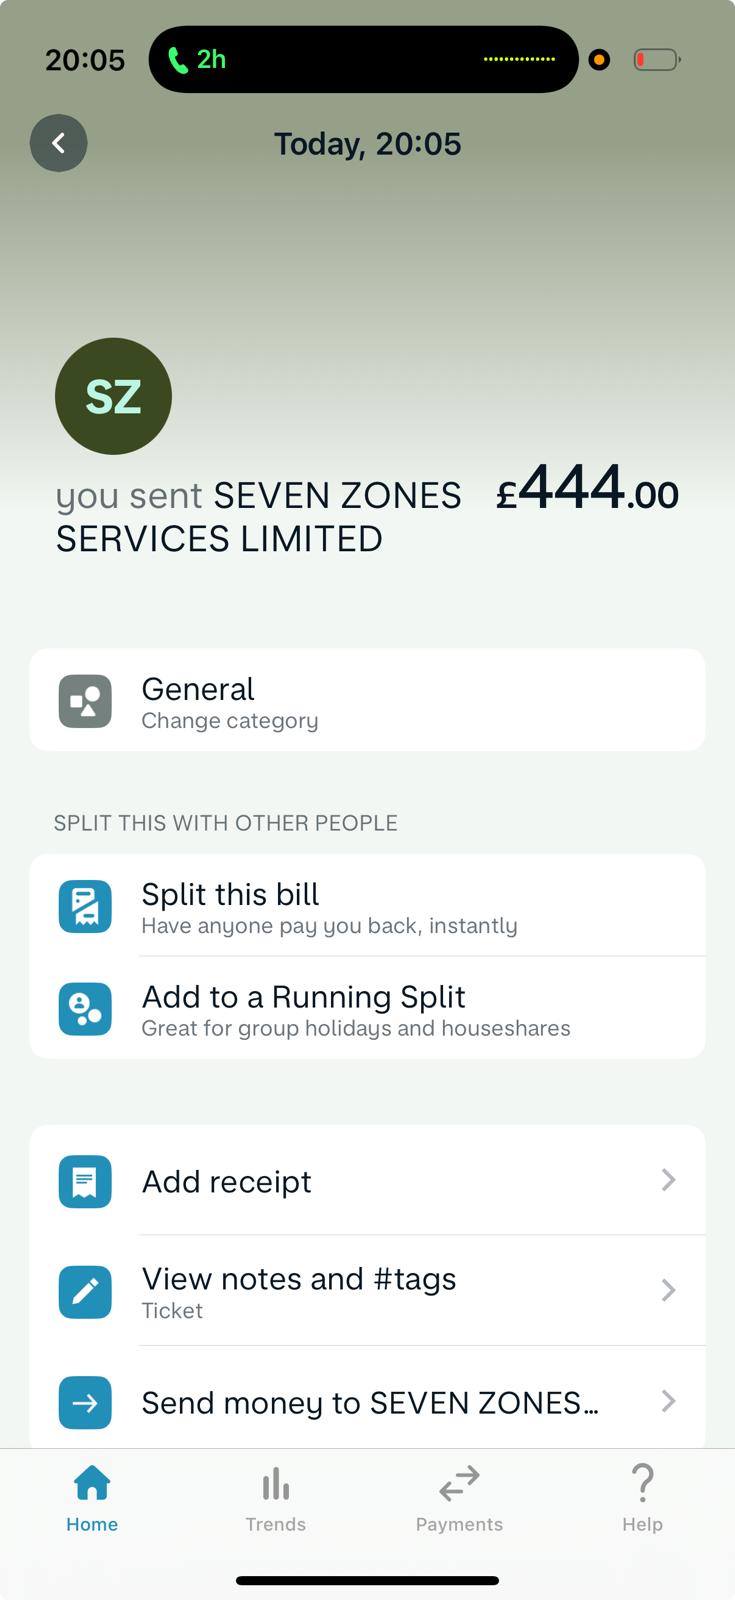 20:05
2h
Today, 20:05
SZ
you sent SEVEN ZONES £444.00
SERVICES LIMITED
General
Change category
SPLIT THIS WITH OTHER PEOPLE
Split this bill
Have anyone pay you back, instantly
Add to a Running Split
Great for group holidays and houseshares
Add receipt
View notes and #tags
Ticket
Send money to SEVEN ZONES...
Home Trends Payments Help